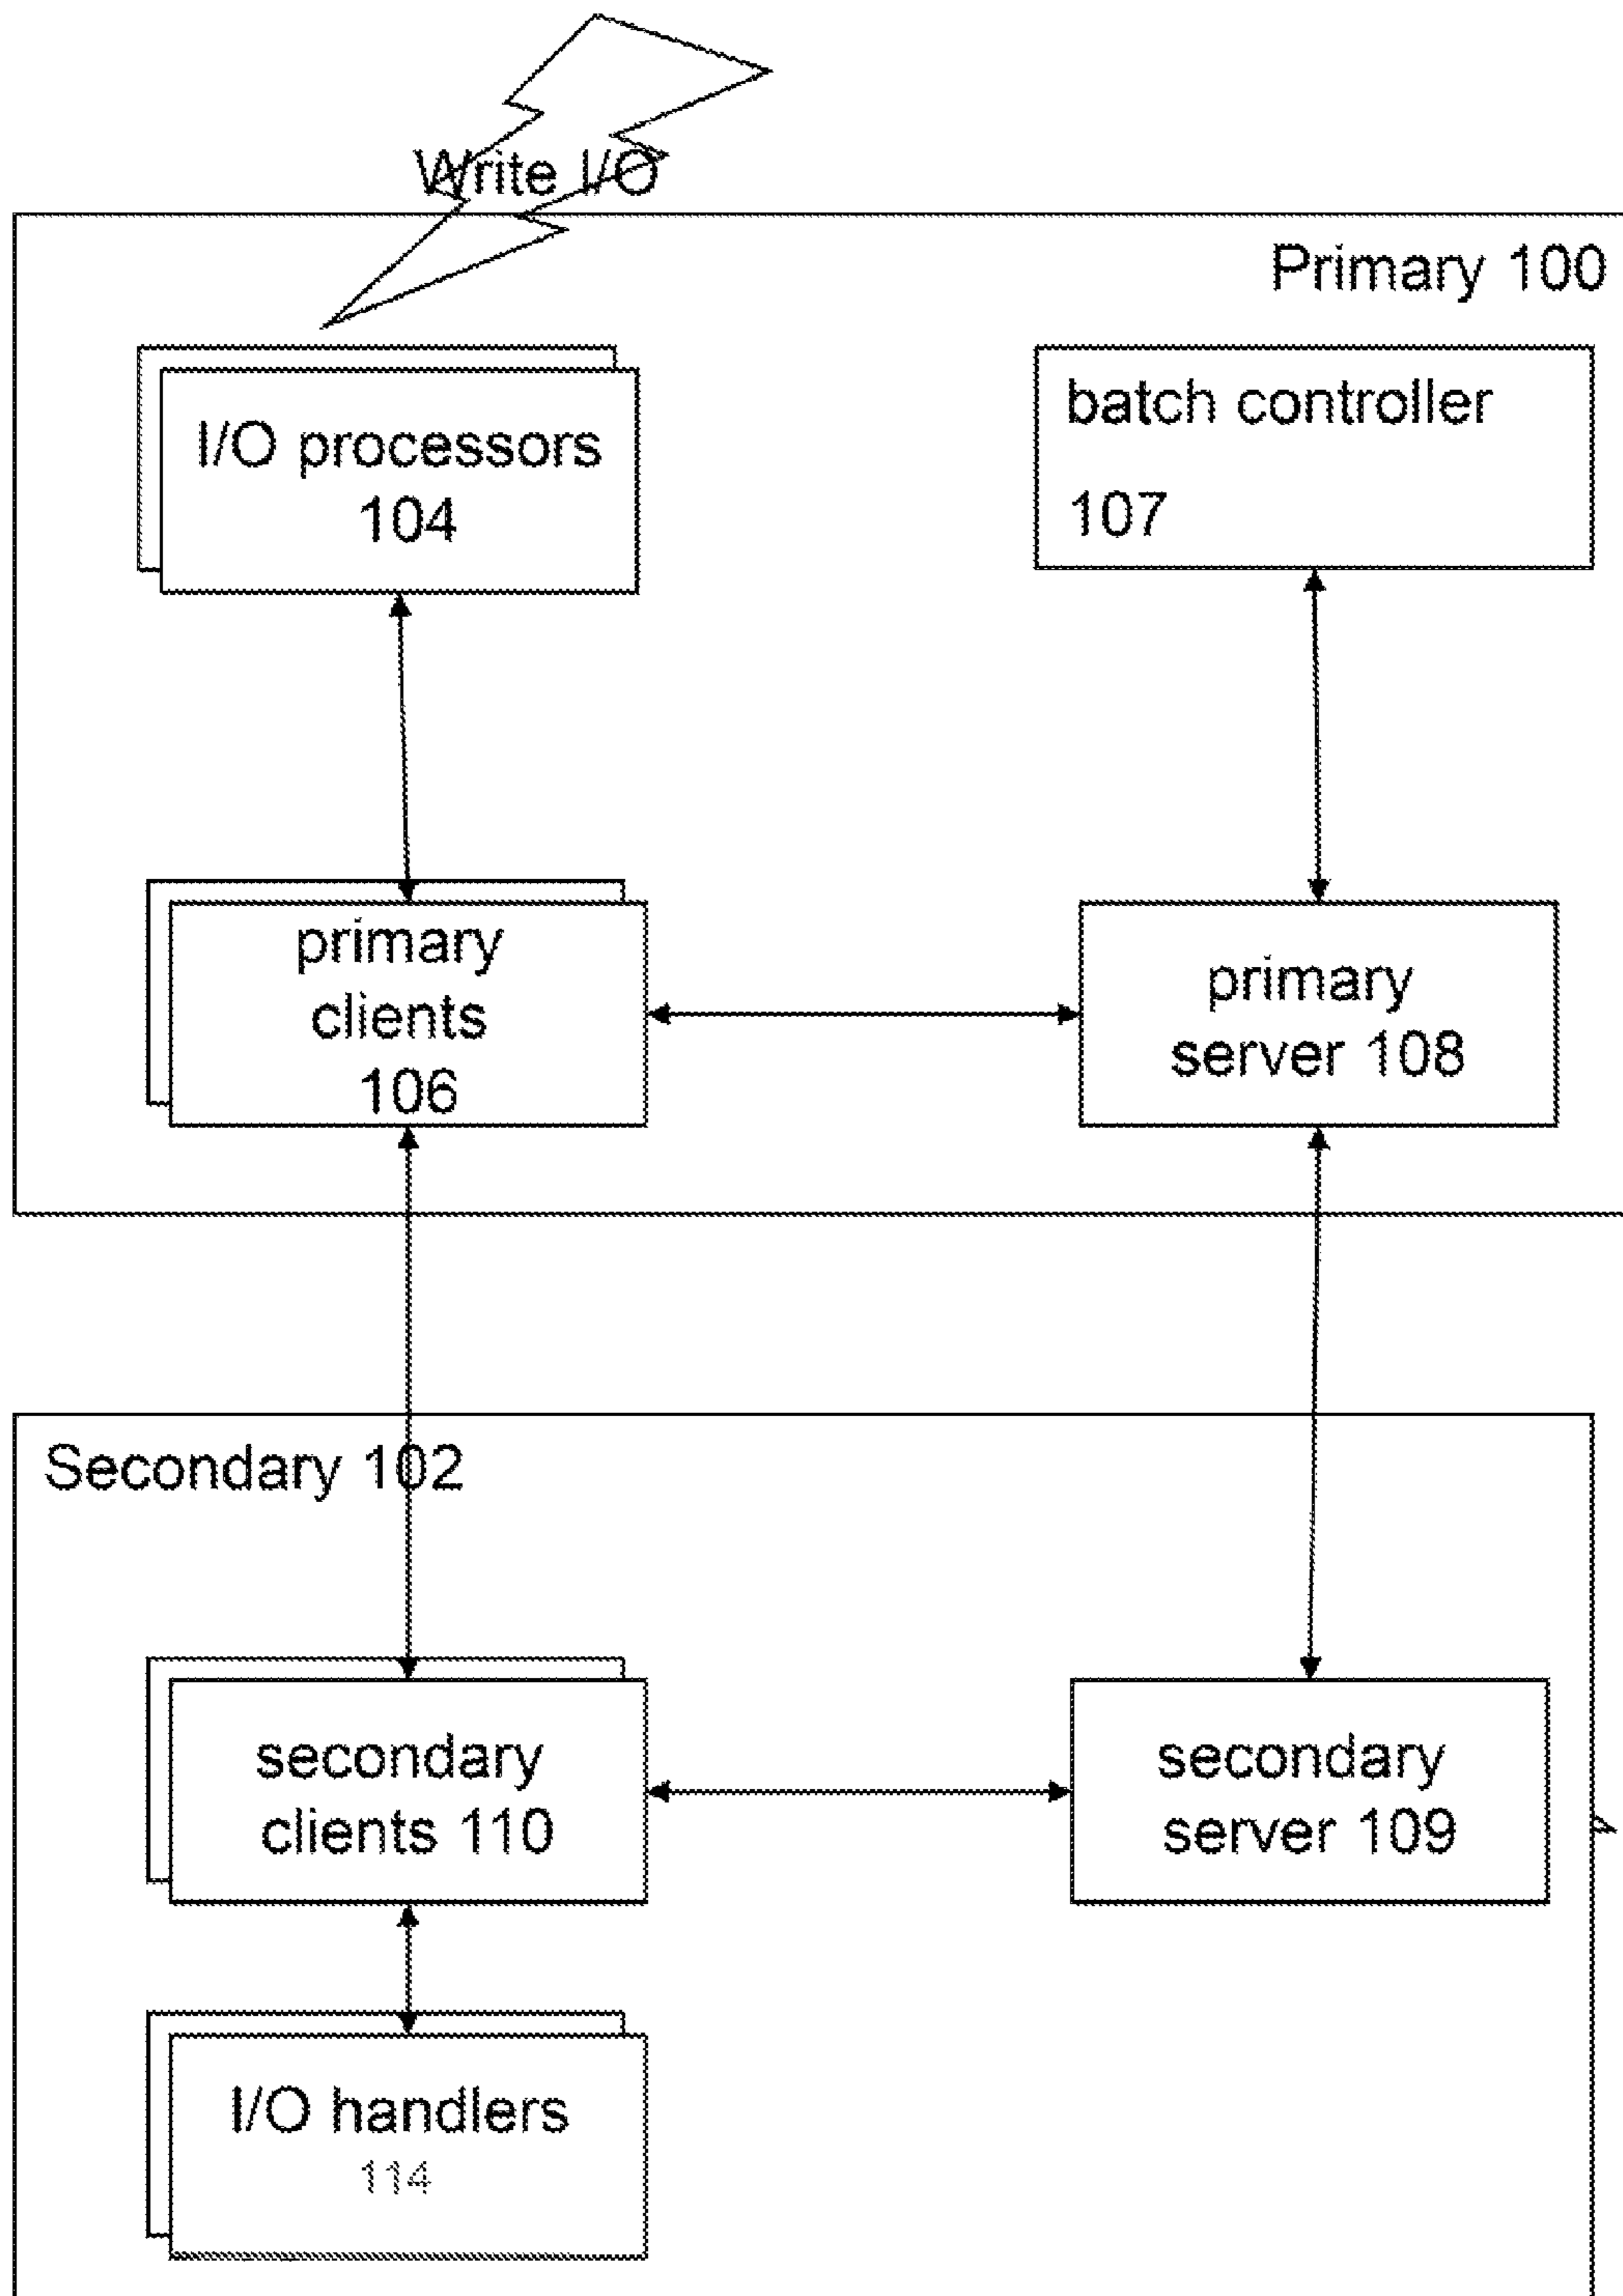 Write I/O
Primary 100
I/O processors
104
batch controller
107
primary
clients
106
primary
server 108
Secondary 102
secondary
clients 110
secondary
server 109
I/O handlers
114